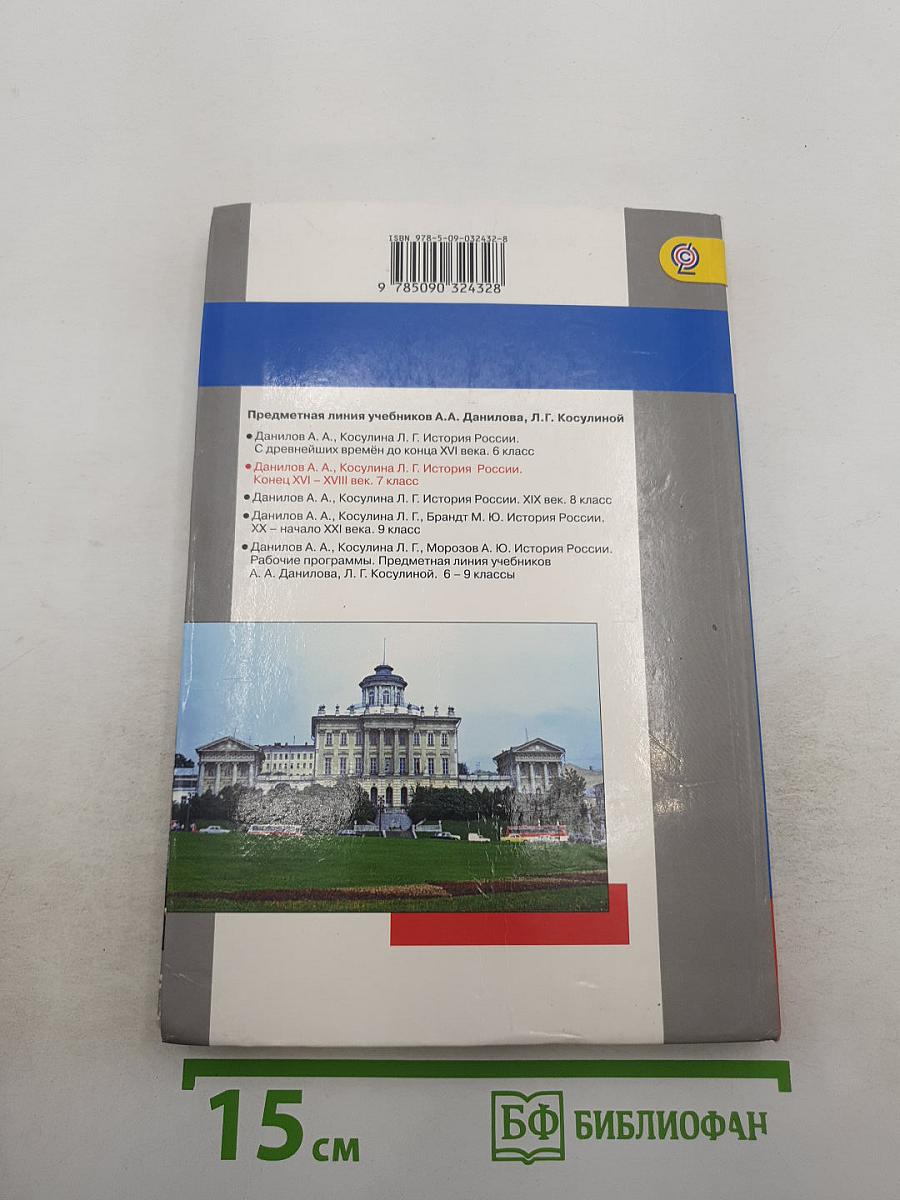 ISBN 978-5-09-032432-8
9 785090 324328
Предметная линия учебников А.А. Данилова, Л.Г. Косулиной
• Данилов А. А., Косулина Л. Г. История России.
С древнейших времён до конца XVI века. 6 класс
• Данилов А. А., Косулина Л. Г. История России.
Конец XVI – XVIII век. 7 класс
• Данилов А. А., Косулина Л. Г. История России. XIX век. 8 класс
• Данилов А. А., Косулина Л. Г., Брандт М. Ю. История России.
XX – начало XXI века. 9 класс
• Данилов А. А., Косулина Л. Г., Морозов А. Ю. История России.
Рабочие программы. Предметная линия учебников
А. А. Данилова, Л. Г. Косулиной. 6 – 9 классы
15 см
БФ БИБЛИОФАН